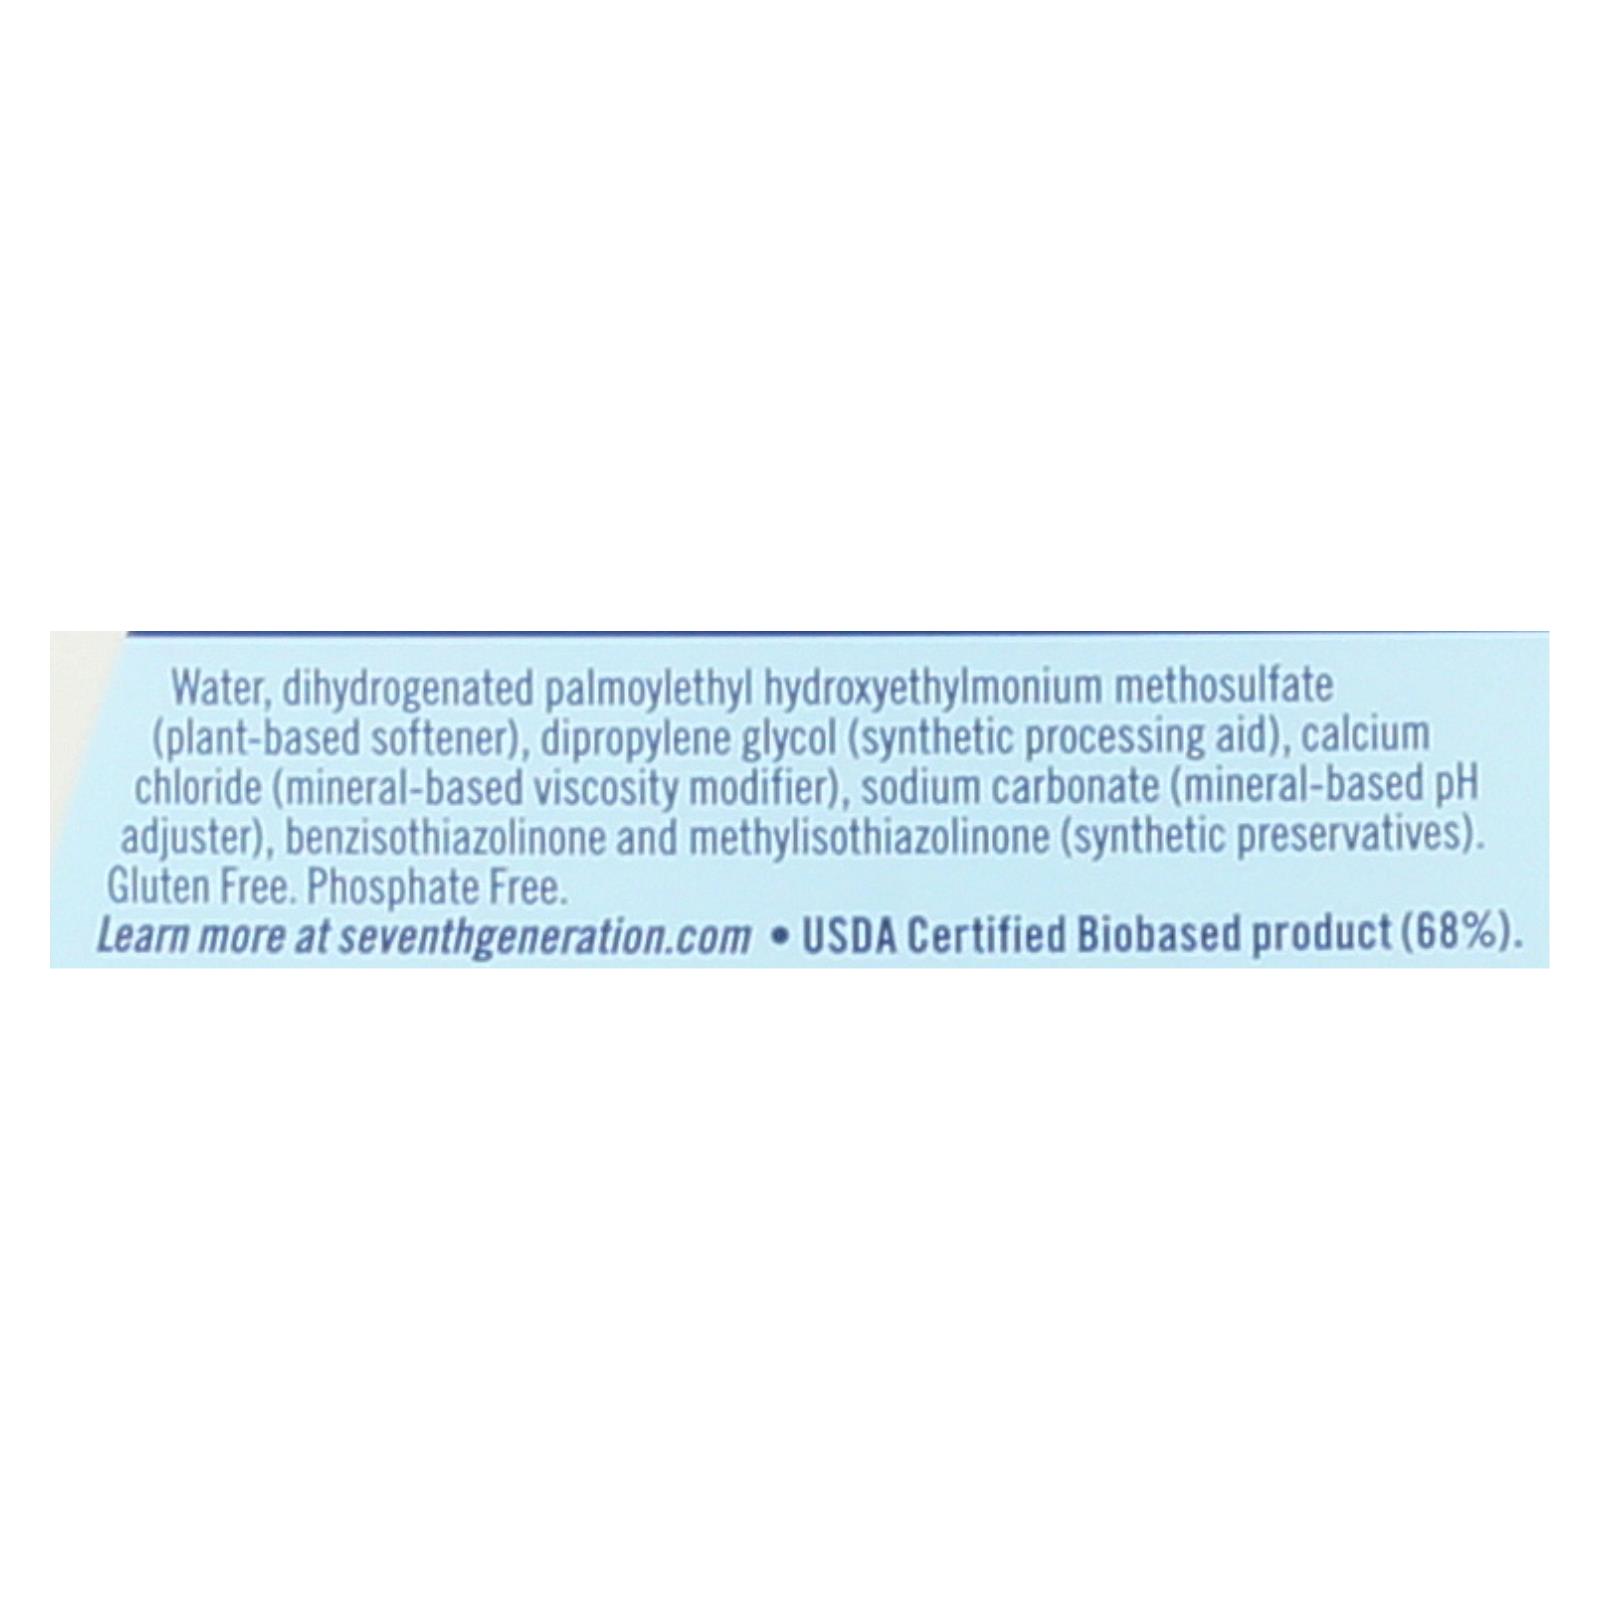 Water, dihydrogenated palmoylethyl hydroxyethylmonium methosulfate
(plant-based softener), dipropylene glycol (synthetic processing aid), calcium
chloride (mineral-based viscosity modifier), sodium carbonate (mineral-based pH
adjuster), benzisothiazolinone and methylisothiazolinone (synthetic preservatives).
Gluten Free. Phosphate Free.
Learn more at seventhgeneration.com • USDA Certified Biobased product (68%).